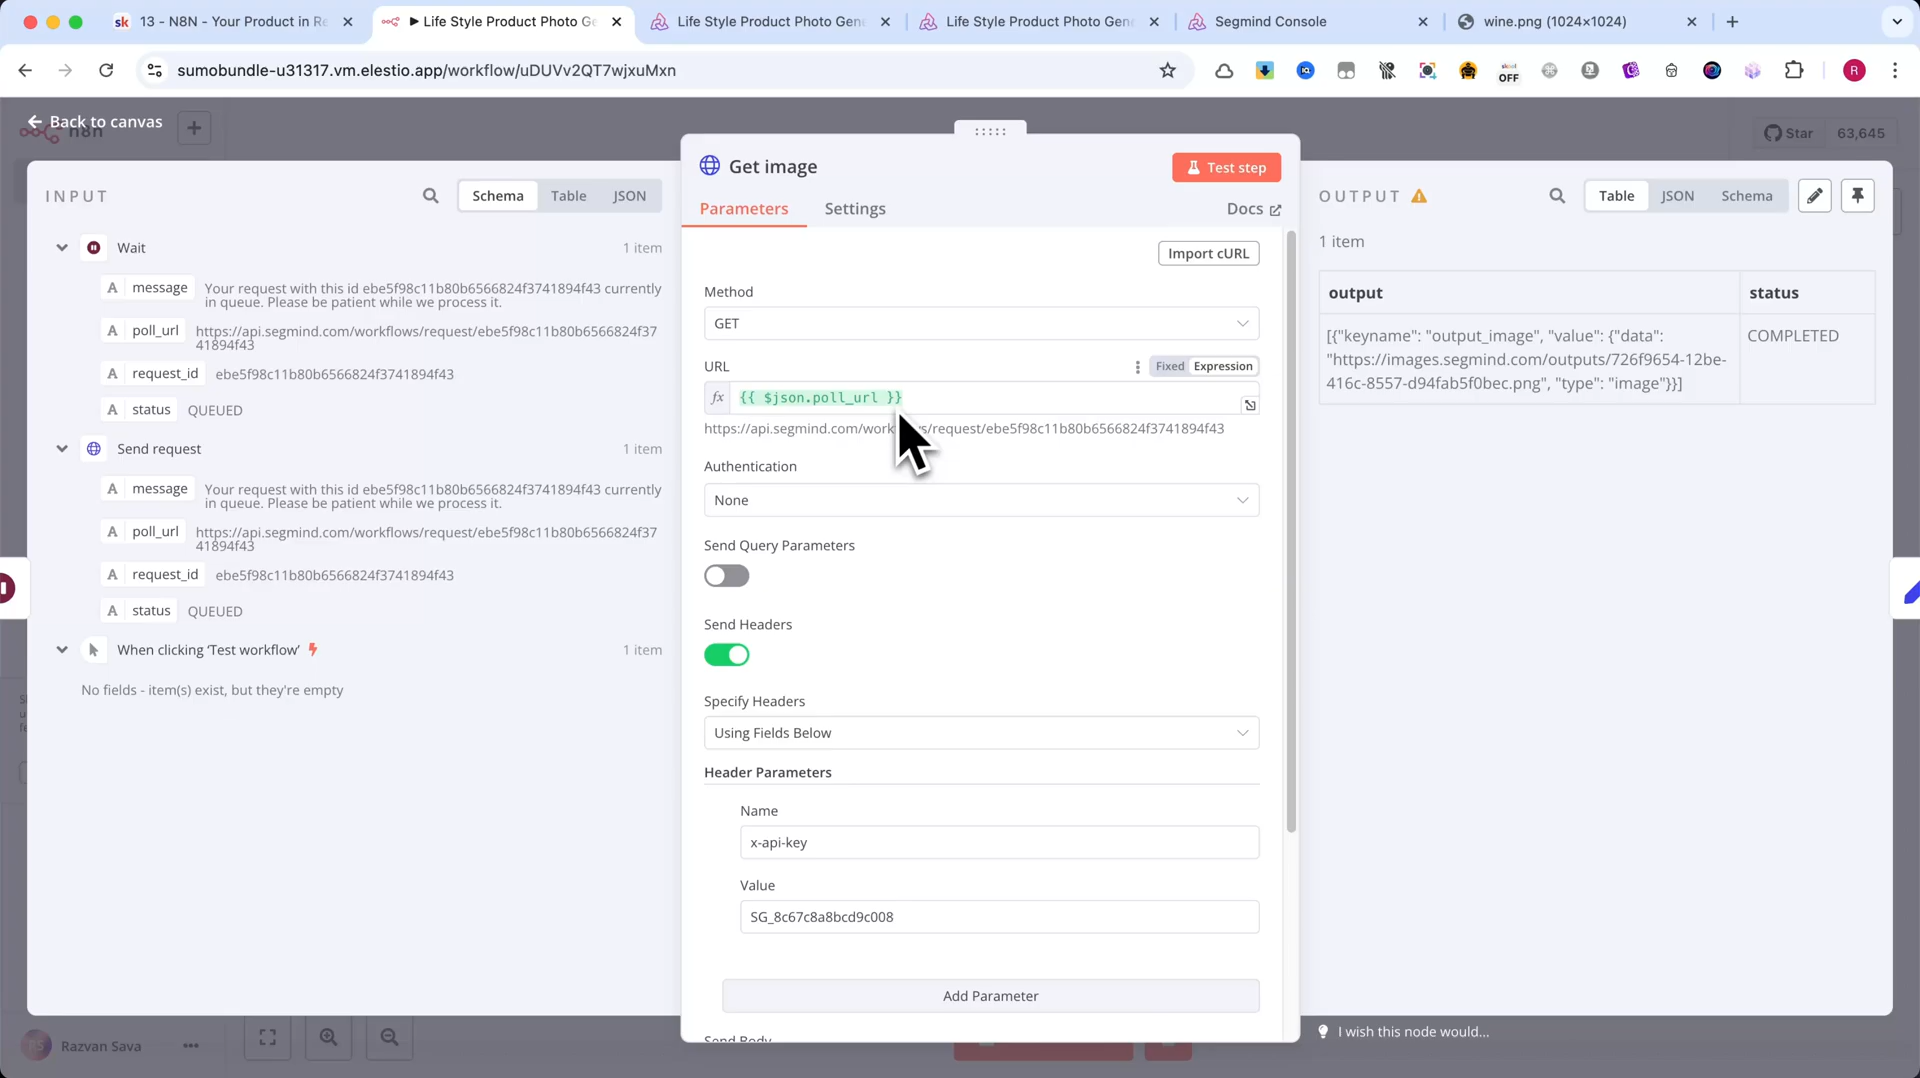 13 - N8N - Your Product in Re
▶ Life Style Product Photo Ge
Life Style Product Photo Gene
Life Style Product Photo Gene
Segmind Console
wine.png (1024×1024)
sumobundle-u31317.vm.elestio.app/workflow/uDUVv2QT7wjxuMxn
OFF
R
Back to canvas
n8n
Star
63,645
INPUT
Schema
Table
JSON
Wait
1 item
A message
Your request with this id ebe5f98c11b80b6566824f3741894f43 currently
in queue. Please be patient while we process it.
A poll_url
https://api.segmind.com/workflows/request/ebe5f98c11b80b6566824f37
41894f43
A request_id
ebe5f98c11b80b6566824f3741894f43
A status
QUEUED
Send request
1 item
A message
Your request with this id ebe5f98c11b80b6566824f3741894f43 currently
in queue. Please be patient while we process it.
A poll_url
https://api.segmind.com/workflows/request/ebe5f98c11b80b6566824f37
41894f43
A request_id
ebe5f98c11b80b6566824f3741894f43
A status
QUEUED
When clicking ‘Test workflow’
1 item
No fields - item(s) exist, but they're empty
Get image
Test step
Parameters
Settings
Docs
Import cURL
Method
GET
URL
Fixed
Expression
fx {{ $json.poll_url }}
https://api.segmind.com/work s/request/ebe5f98c11b80b6566824f3741894f43
Authentication
None
Send Query Parameters
Send Headers
Specify Headers
Using Fields Below
Header Parameters
Name
x-api-key
Value
SG_8c67c8a8bcd9c008
Add Parameter
Send Body
OUTPUT
Table
JSON
Schema
1 item
output
status
[{"keyname": "output_image", "value": {"data":
"https://images.segmind.com/outputs/726f9654-12be-
416c-8557-d94fab5f0bec.png", "type": "image"}}]
COMPLETED
I wish this node would...
Razvan Sava